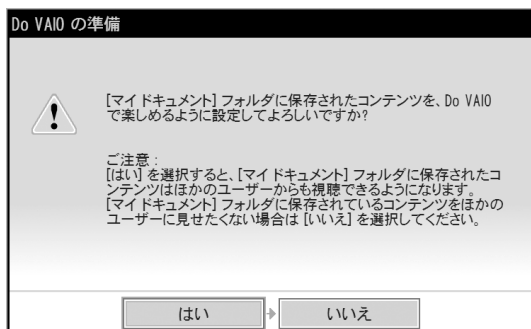 Do VAIO の準備
[マイ ドキュメント] フォルダに保存されたコンテンツを、Do VAIO
で楽しめるように設定してよろしいですか?
ご注意 :
[はい] を選択すると、[マイ ドキュメント] フォルダに保存されたコ
ンテンツはほかのユーザーからも視聴できるようになります。
[マイ ドキュメント] フォルダに保存されているコンテンツをほかの
ユーザーに見せたくない場合は [いいえ] を選択してください。
はい
いいえ